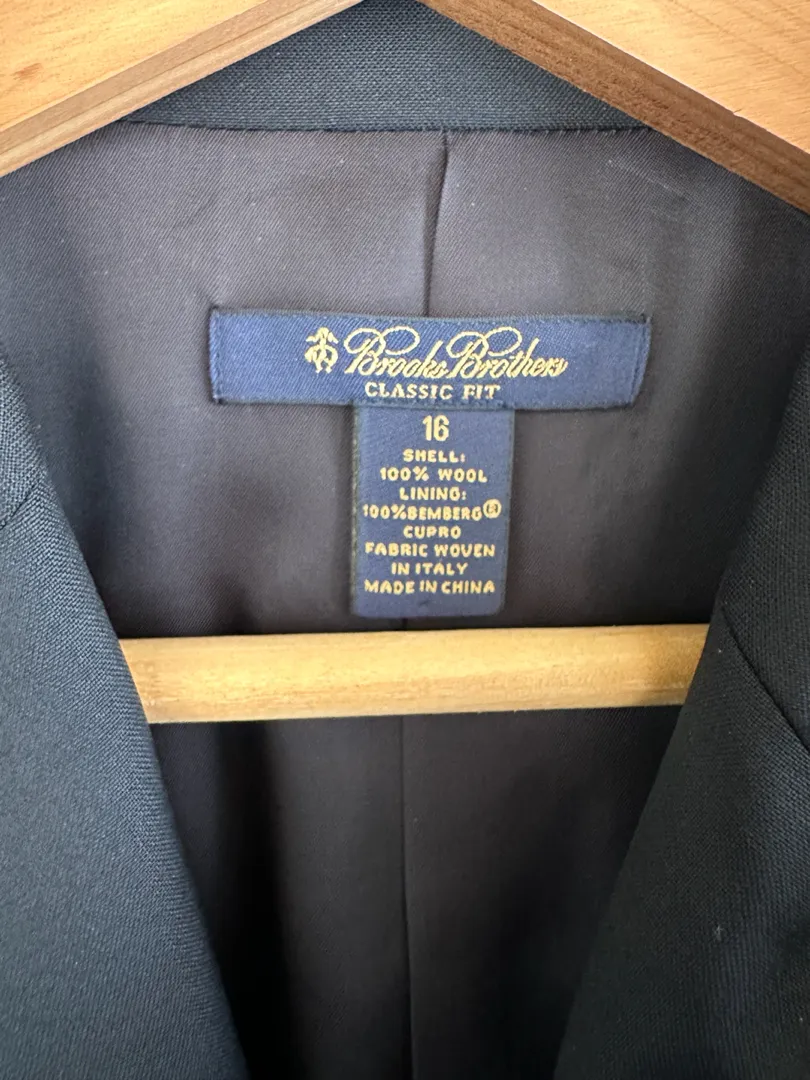 Brooks Brothers
CLASSIC FIT
16
SHELL:
100% WOOL
LINING:
100%BEMBERG®
CUPRO
FABRIC WOVEN
IN ITALY
MADE IN CHINA